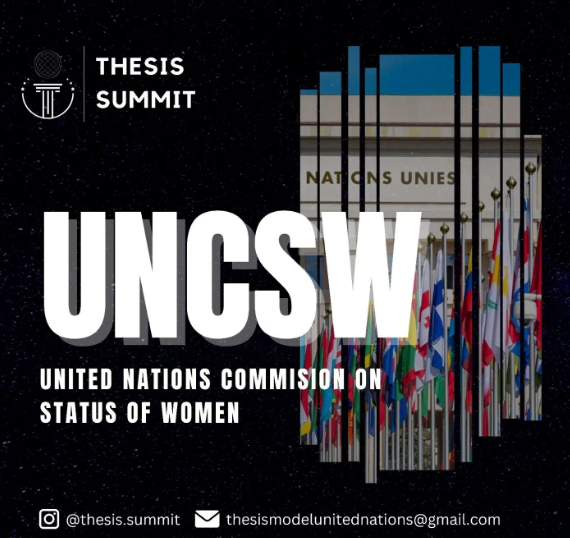 THESIS
SUMMIT
NATIONS UNIES
UNCSW
UNITED NATIONS COMMISION ON
STATUS OF WOMEN
@thesis.summit thesismodelunitednations@gmail.com